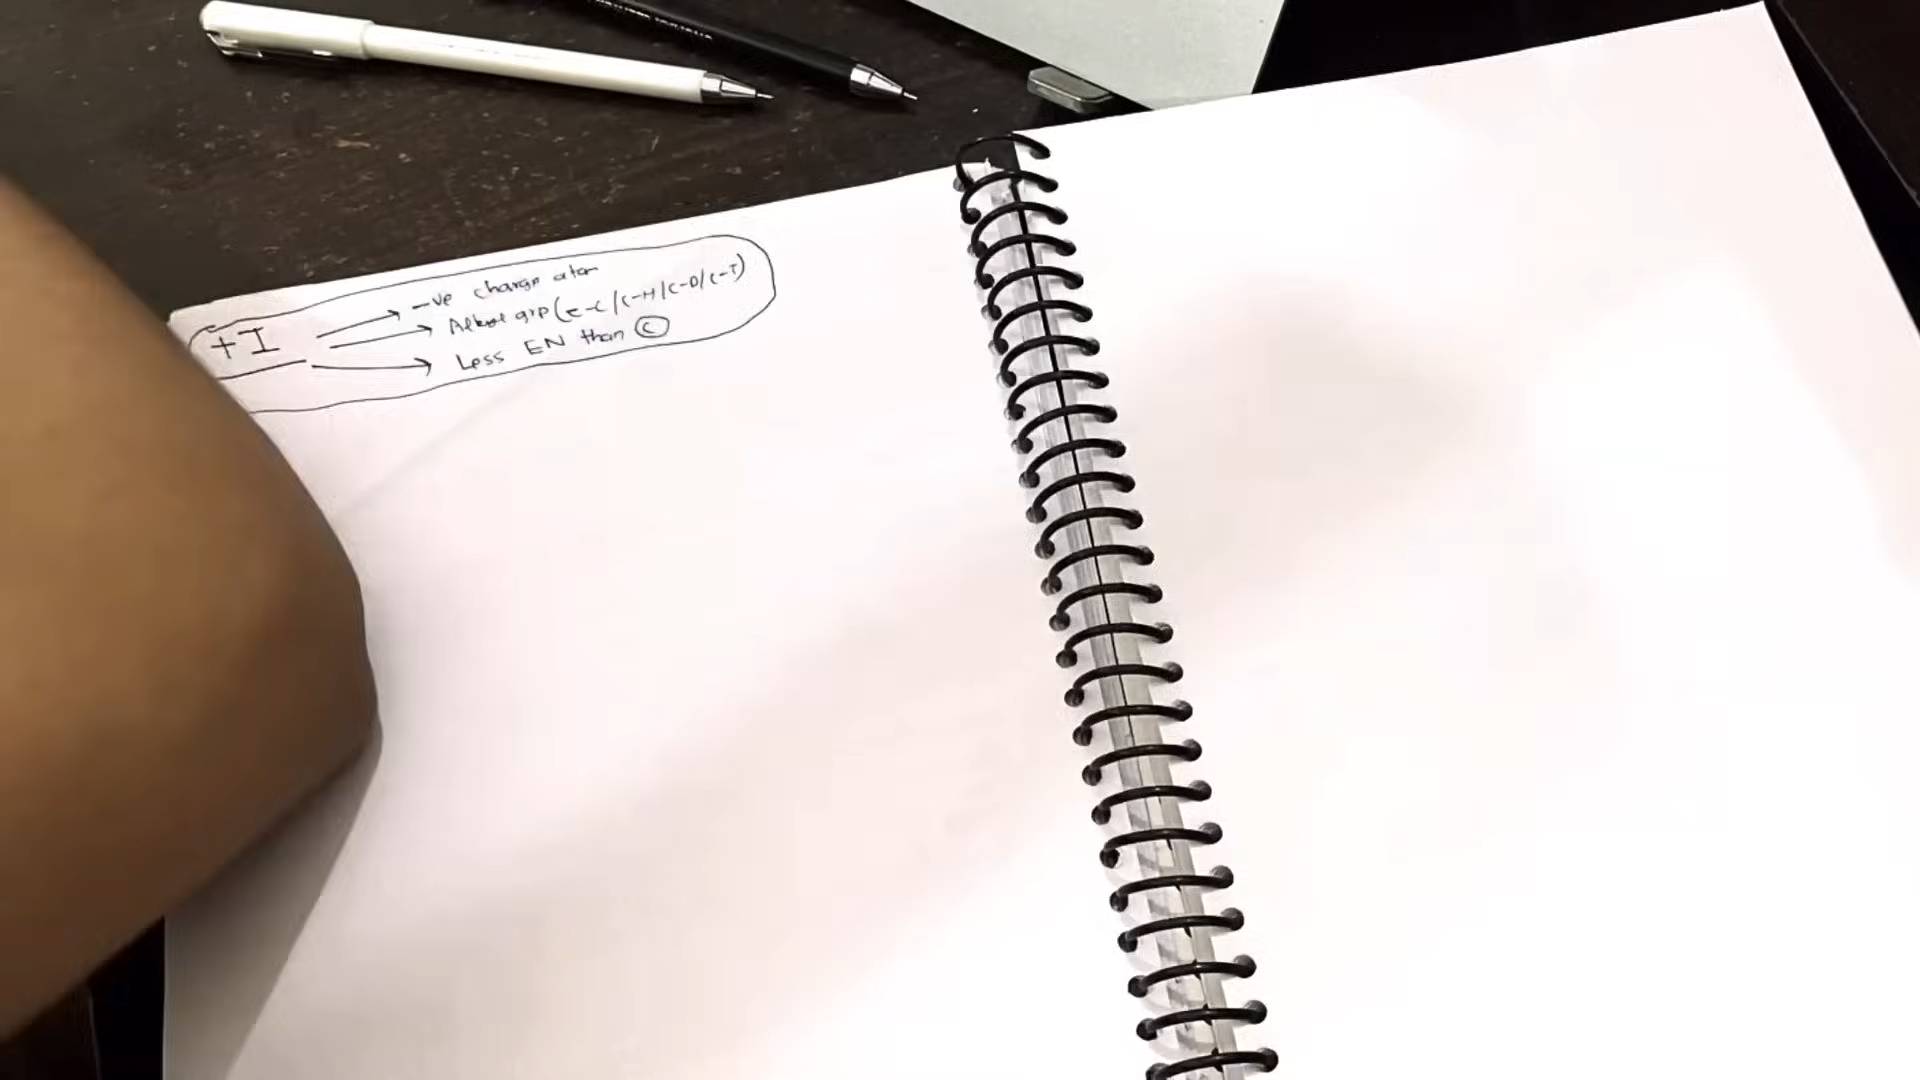 +I
-ve charge atom
Alkyl grp (C-C/C-H/C-D/C-T)
Less EN than C